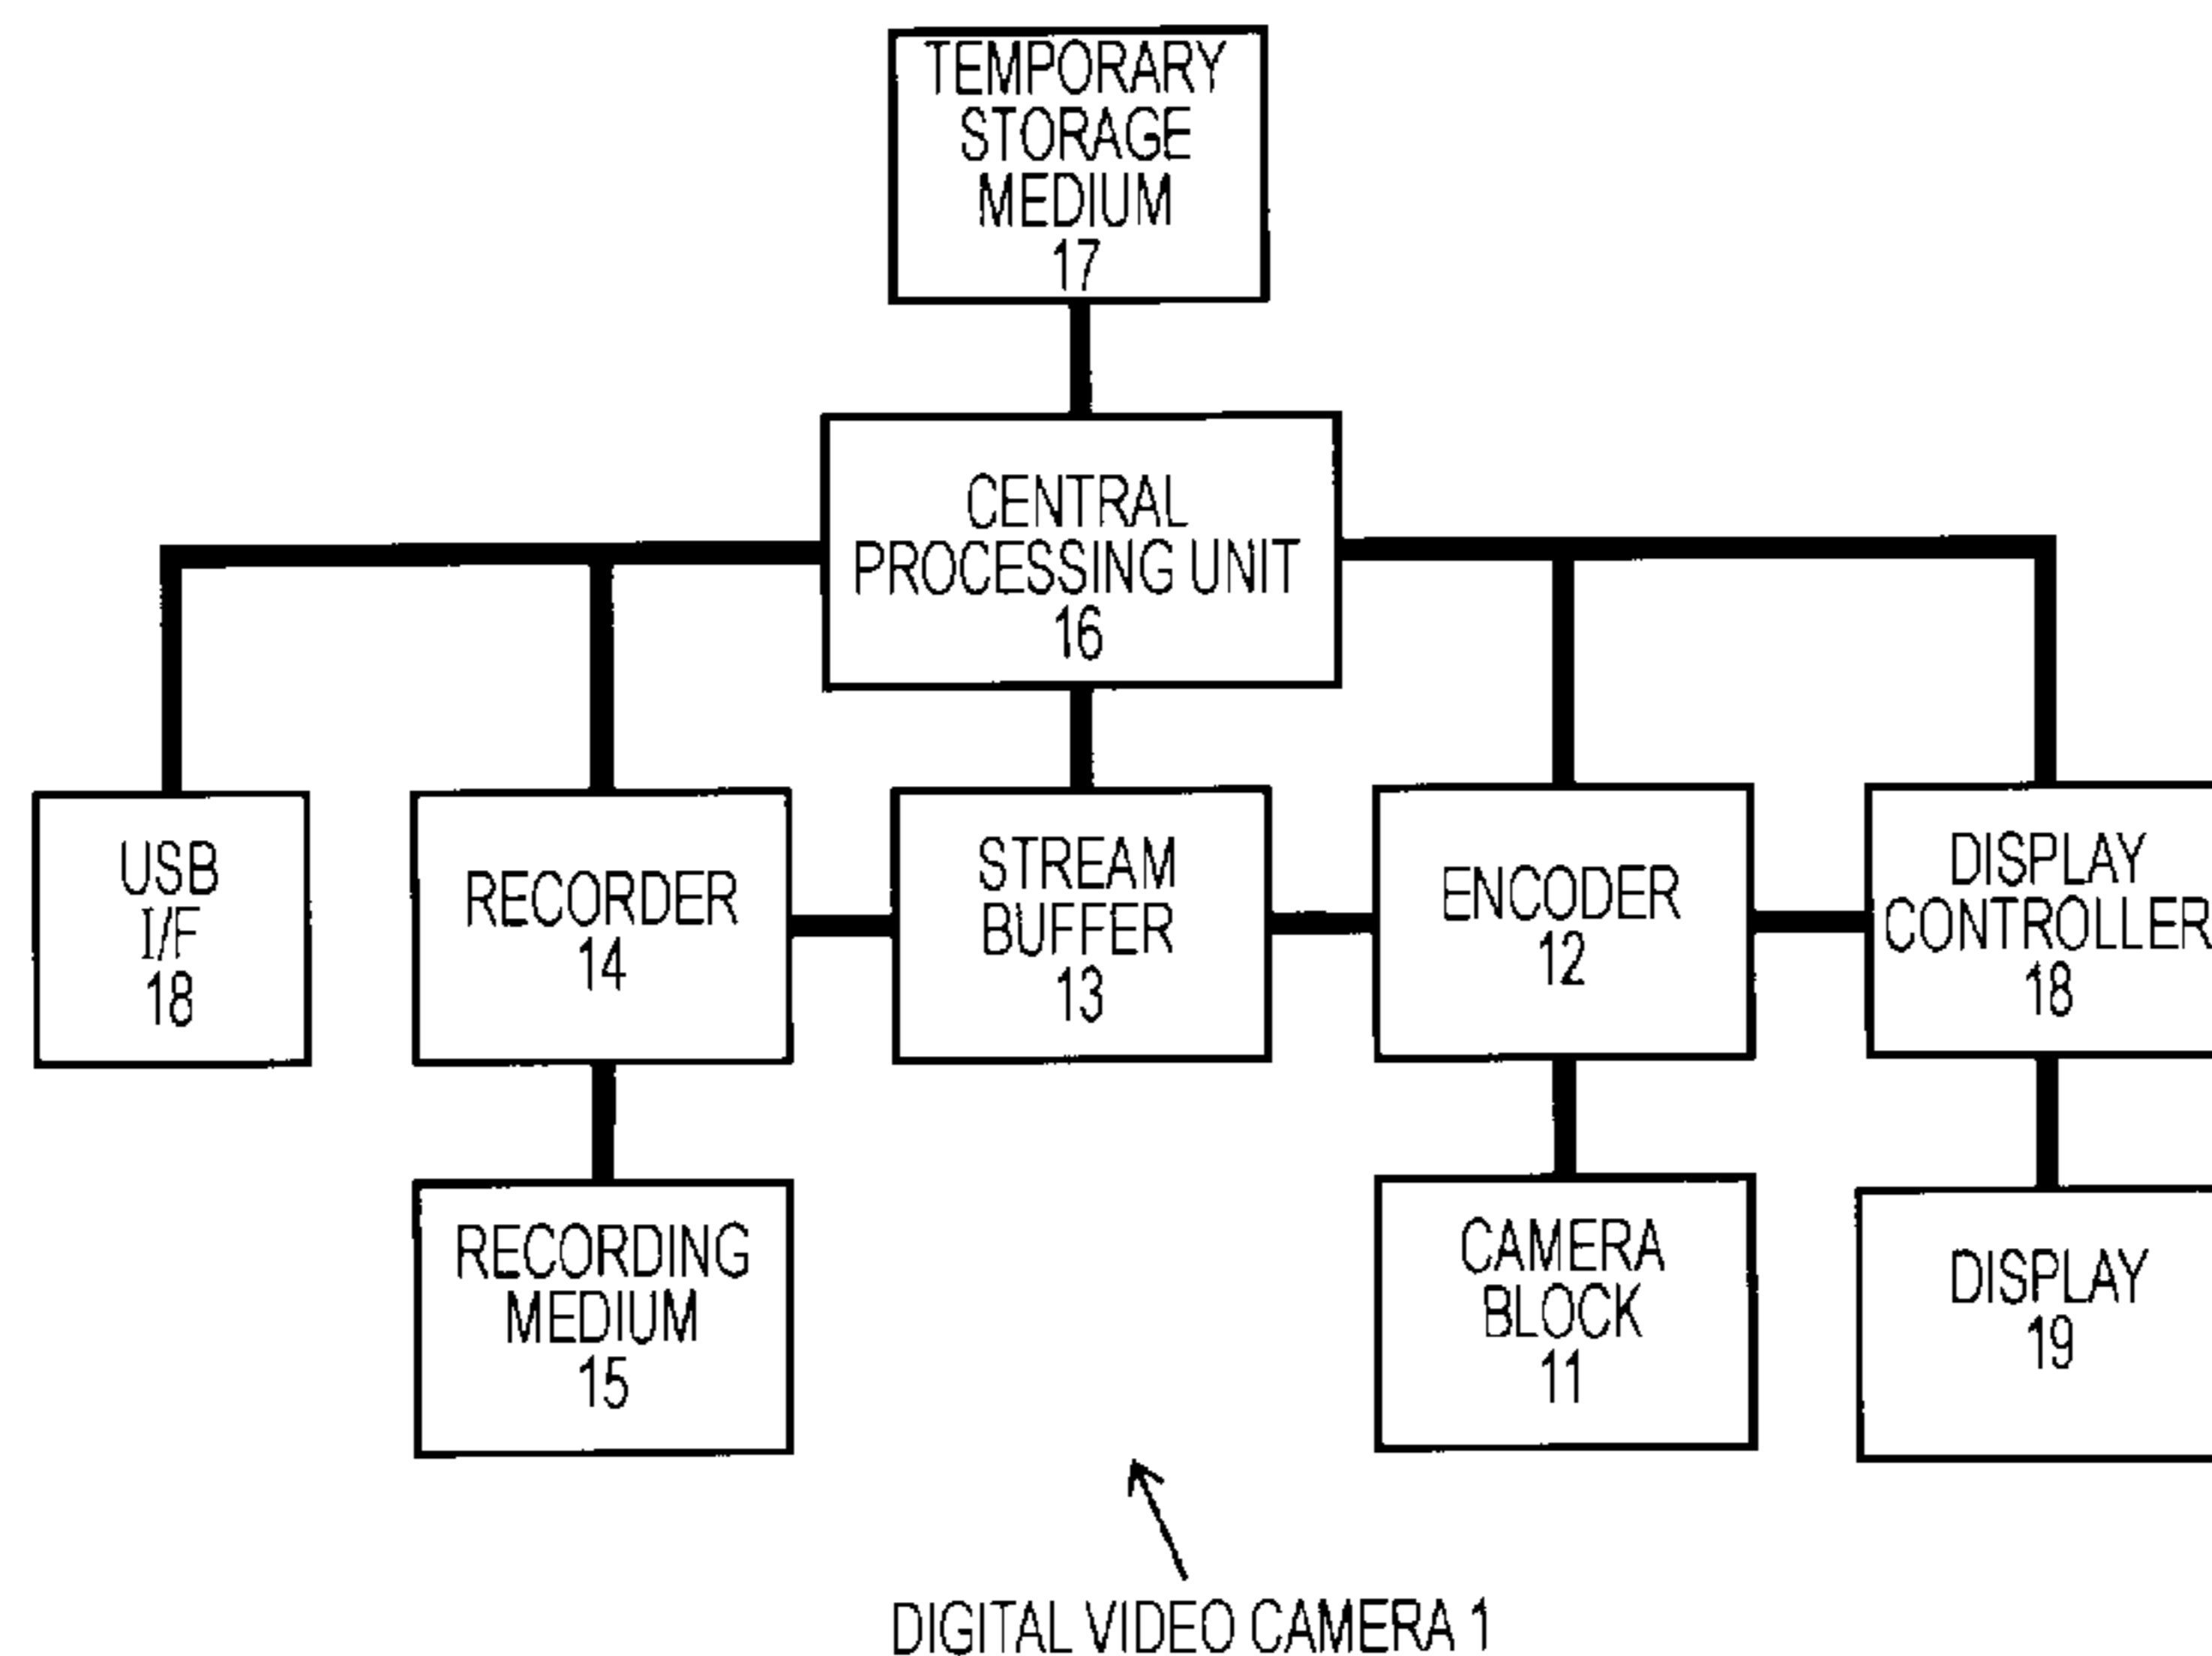 TEMPORARY
STORAGE
MEDIUM
17
CENTRAL
PROCESSING UNIT
16
USB
I/F
18
RECORDER
14
STREAM
BUFFER
13
ENCODER
12
DISPLAY
CONTROLLER
18
RECORDING
MEDIUM
15
CAMERA
BLOCK
11
DISPLAY
19
DIGITAL VIDEO CAMERA 1